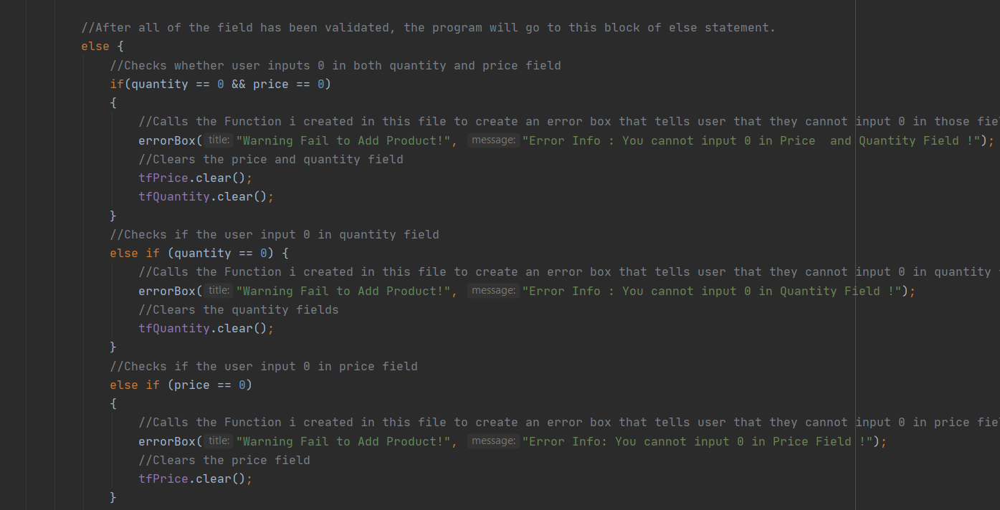 //After all of the field has been validated, the program will go to this block of else statement.
else {
//Checks whether user inputs 0 in both quantity and price field
if(quantity == 0 && price == 0)
{
//Calls the Function i created in this file to create an error box that tells user that they cannot input 0 in those
errorBox( title: "Warning Fail to Add Product!", message: "Error Info : You cannot input 0 in Price  and Quantity Field !");
//Clears the price and quantity field
tfPrice.clear();
tfQuantity.clear();
}
//Checks if the user input 0 in quantity field
else if (quantity == 0) {
//Calls the Function i created in this file to create an error box that tells user that they cannot input 0 in quantity
errorBox( title: "Warning Fail to Add Product!", message: "Error Info : You cannot input 0 in Quantity Field !");
//Clears the quantity fields
tfQuantity.clear();
}
//Checks if the user input 0 in price field
else if (price == 0)
{
//Calls the Function i created in this file to create an error box that tells user that they cannot input 0 in price
errorBox( title: "Warning Fail to Add Product!", message: "Error Info: You cannot input 0 in Price Field !");
//Clears the price field
tfPrice.clear();
}